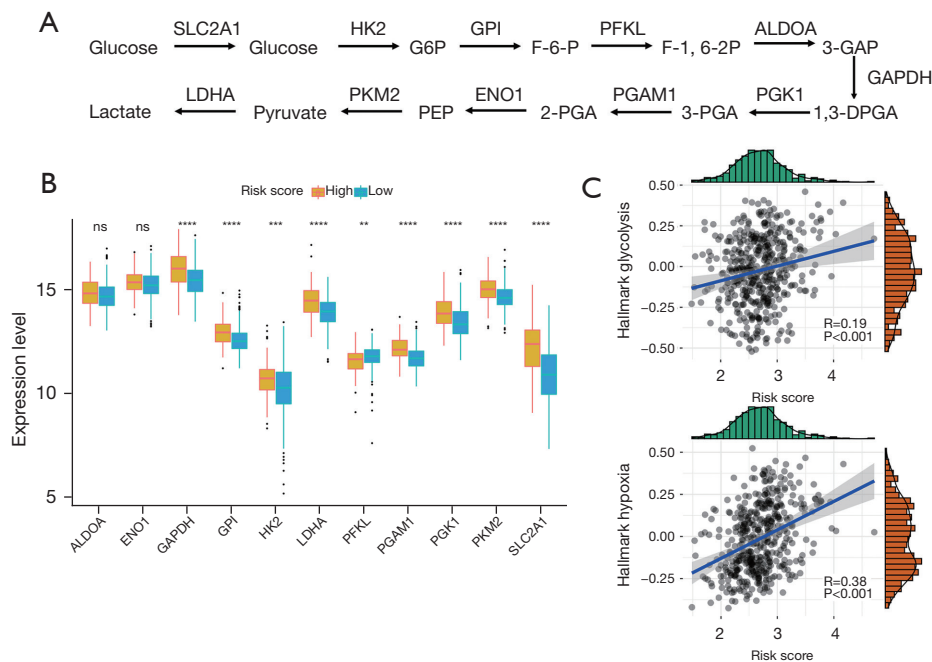 A
SLC2A1 HK2 GPI PFKL ALDOA
Glucose Glucose G6P F-6-P F-1, 6-2P 3-GAP
GAPDH
LDHA PKM2 ENO1 PGAM1 PGK1
Lactate Pyruvate PEP 2-PGA 3-PGA 1,3-DPGA
B
Risk score High Low
ns ns **** **** *** **** ** **** **** **** ****
Expression level
15
10
5
ALDOA ENO1 GAPDH GPI HK2 LDHA PFKL PGAM1 PGK1 PKM2 SLC2A1
C
Hallmark glycolysis
0.50
0.25
0.00
−0.25
−0.50
R=0.19
P<0.001
2 3 4
Risk score
Hallmark hypoxia
0.50
0.25
0.00
−0.25
R=0.38
P<0.001
2 3 4
Risk score